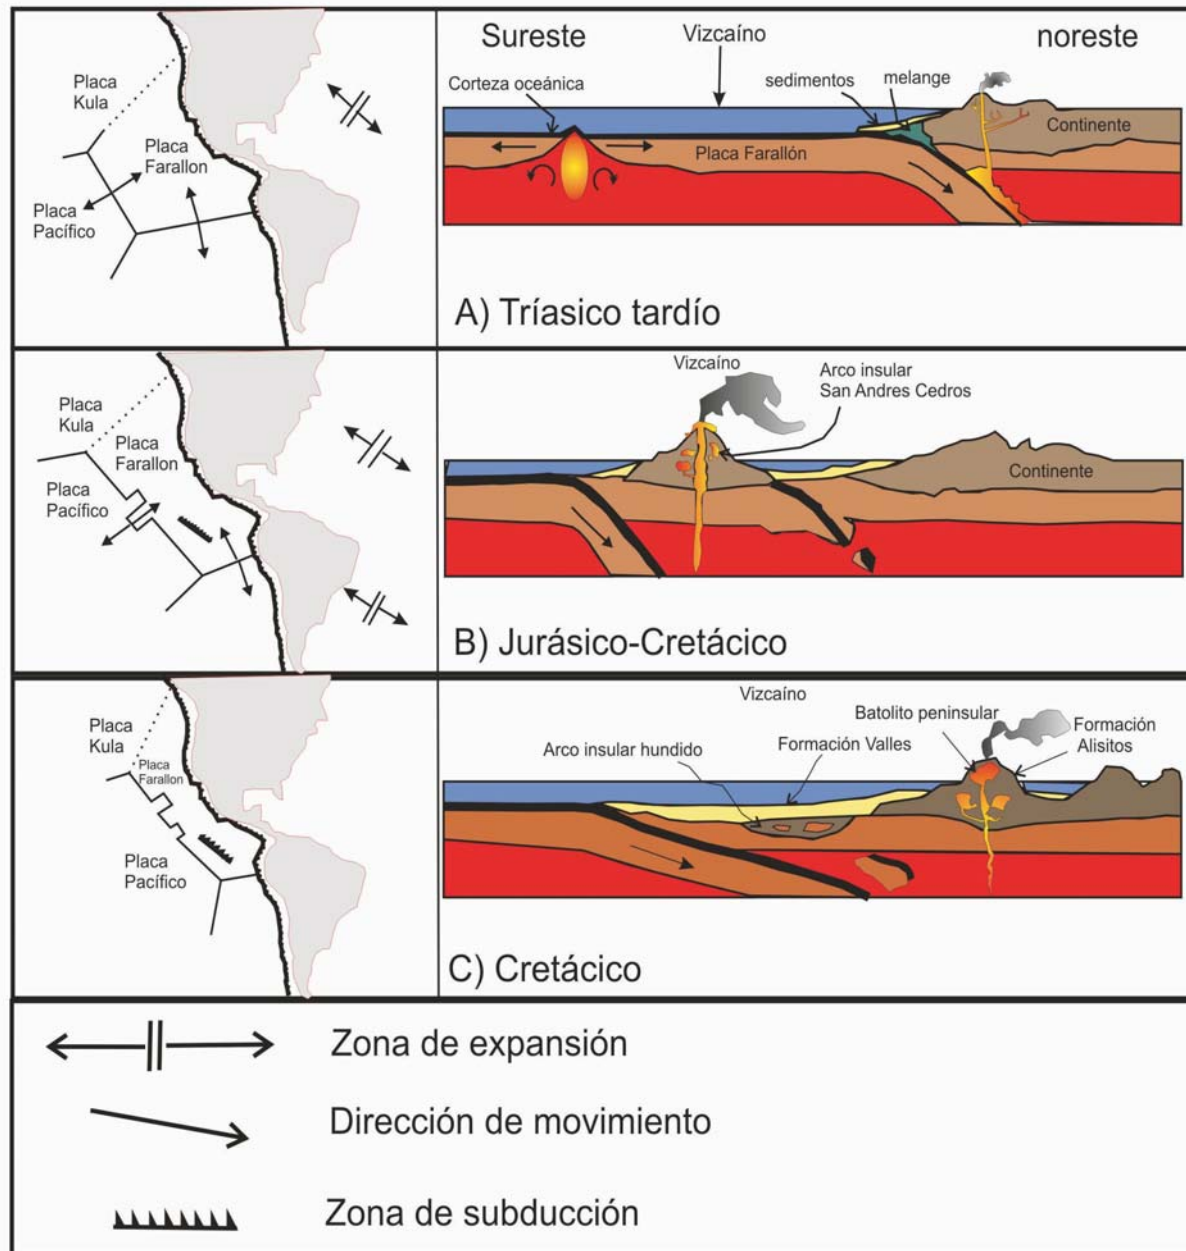 Placa
Kula
Placa
Farallon
Placa
Pacífico
Sureste
Vizcaíno
noreste
Corteza oceánica
sedimentos
melange
Continente
Placa Farallón
A) Tríasico tardío
Placa
Kula
Placa
Farallon
Placa
Pacífico
Vizcaíno
Arco insular
San Andres Cedros
Continente
B) Jurásico-Cretácico
Placa
Kula
Placa
Farallon
Placa
Pacífico
Vizcaíno
Batolito peninsular
Arco insular hundido
Formación Valles
Formación
Alisitos
C) Cretácico
Zona de expansión
Dirección de movimiento
Zona de subducción